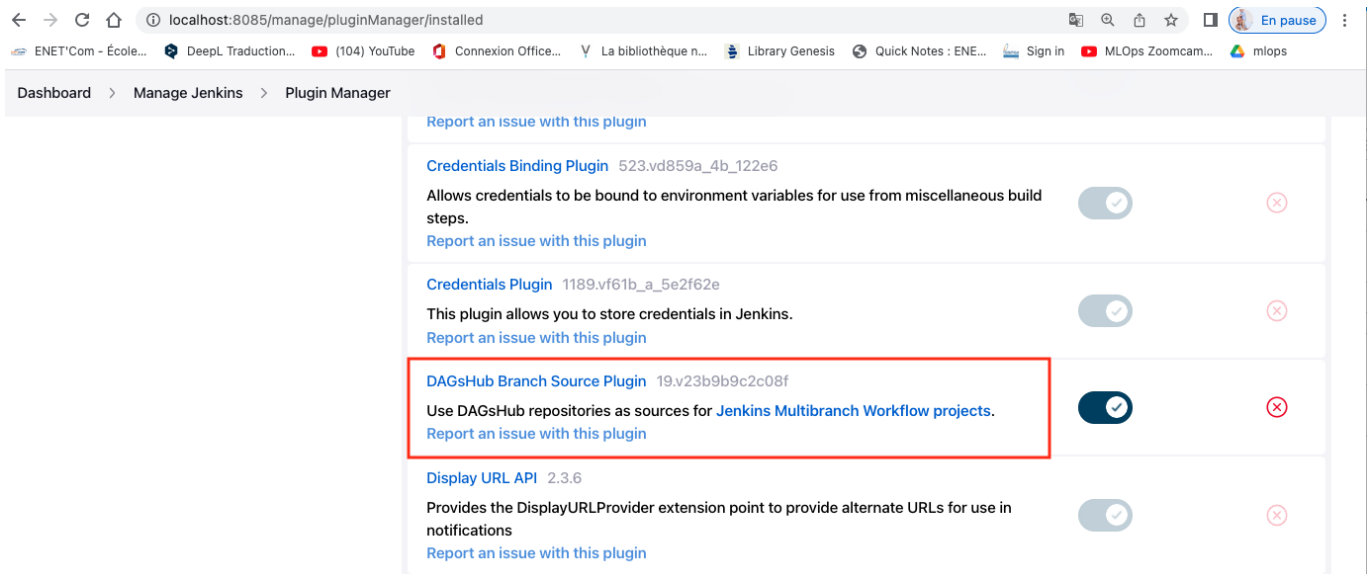 localhost:8085/manage/pluginManager/installed
En pause
ENET'Com - École...
DeepL Traduction...
(104) YouTube
Connexion Office...
La bibliothèque n...
Library Genesis
Quick Notes : ENE...
Sign in
MLOps Zoomcam...
mlops
Dashboard > Manage Jenkins > Plugin Manager
Report an issue with this plugin
Credentials Binding Plugin 523.vd859a_4b_122e6
Allows credentials to be bound to environment variables for use from miscellaneous build
steps.
Report an issue with this plugin
Credentials Plugin 1189.vf61b_a_5e2f62e
This plugin allows you to store credentials in Jenkins.
Report an issue with this plugin
DAGsHub Branch Source Plugin 19.v23b9b9c2c08f
Use DAGsHub repositories as sources for Jenkins Multibranch Workflow projects.
Report an issue with this plugin
Display URL API 2.3.6
Provides the DisplayURLProvider extension point to provide alternate URLs for use in
notifications
Report an issue with this plugin